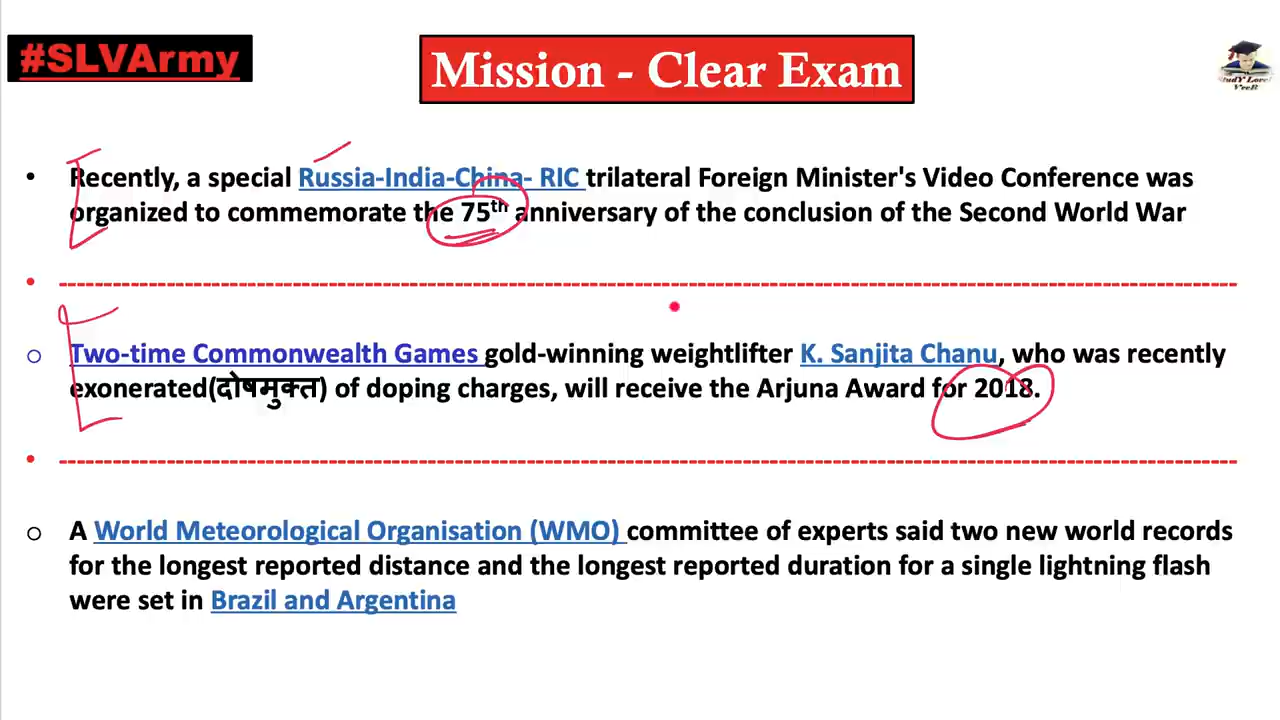 #SLVArmy
Mission - Clear Exam
StudY Lover
VeeR
• Recently, a special Russia-India-China- RIC trilateral Foreign Minister's Video Conference was
organized to commemorate the 75th anniversary of the conclusion of the Second World War
• ------------------------------------------------------------------------------------
o Two-time Commonwealth Games gold-winning weightlifter K. Sanjita Chanu, who was recently
exonerated(दोषमुक्त) of doping charges, will receive the Arjuna Award for 2018.
• ------------------------------------------------------------------------------------
o A World Meteorological Organisation (WMO) committee of experts said two new world records
for the longest reported distance and the longest reported duration for a single lightning flash
were set in Brazil and Argentina